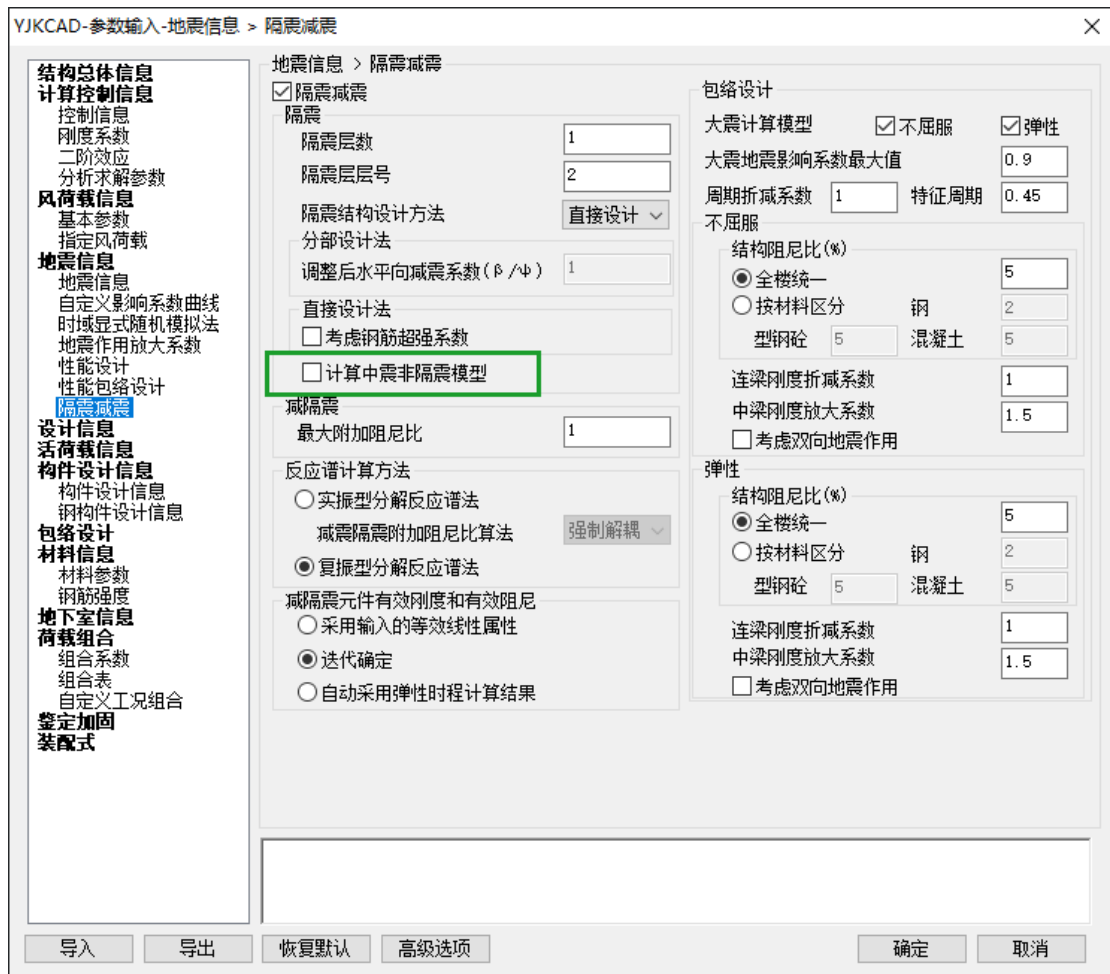 YJKCAD-参数输入-地震信息 > 隔震减震
结构总体信息
计算控制信息
控制信息
刚度系数
二阶效应
分析求解参数
风荷载信息
基本参数
指定风荷载
地震信息
地震信息
自定义影响系数曲线
时域显式随机模拟法
地震作用放大系数
性能设计
性能包络设计
隔震减震
设计信息
活荷载信息
构件设计信息
构件设计信息
钢构件设计信息
包络设计
材料信息
材料参数
钢筋强度
地下室信息
荷载组合
组合系数
组合表
自定义工况组合
鉴定加固
装配式
地震信息 > 隔震减震
隔震减震
隔震
隔震层数 1
隔震层层号 2
隔震结构设计方法 直接设计
分部设计法
调整后水平向减震系数(β/ψ) 1
直接设计法
考虑钢筋超强系数
计算中震非隔震模型
减隔震
最大附加阻尼比 1
反应谱计算方法
实振型分解反应谱法
减震隔震附加阻尼比算法 强制解耦
复振型分解反应谱法
减隔震元件有效刚度和有效阻尼
采用输入的等效线性属性
迭代确定
自动采用弹性时程计算结果
包络设计
大震计算模型 不屈服 弹性
大震地震影响系数最大值 0.9
周期折减系数 1 特征周期 0.45
不屈服
结构阻尼比(%)
全楼统一 5
按材料区分 钢 2
型钢砼 5 混凝土 5
连梁刚度折减系数 1
中梁刚度放大系数 1.5
考虑双向地震作用
弹性
结构阻尼比(%)
全楼统一 5
按材料区分 钢 2
型钢砼 5 混凝土 5
连梁刚度折减系数 1
中梁刚度放大系数 1.5
考虑双向地震作用
导入 导出 恢复默认 高级选项 确定 取消